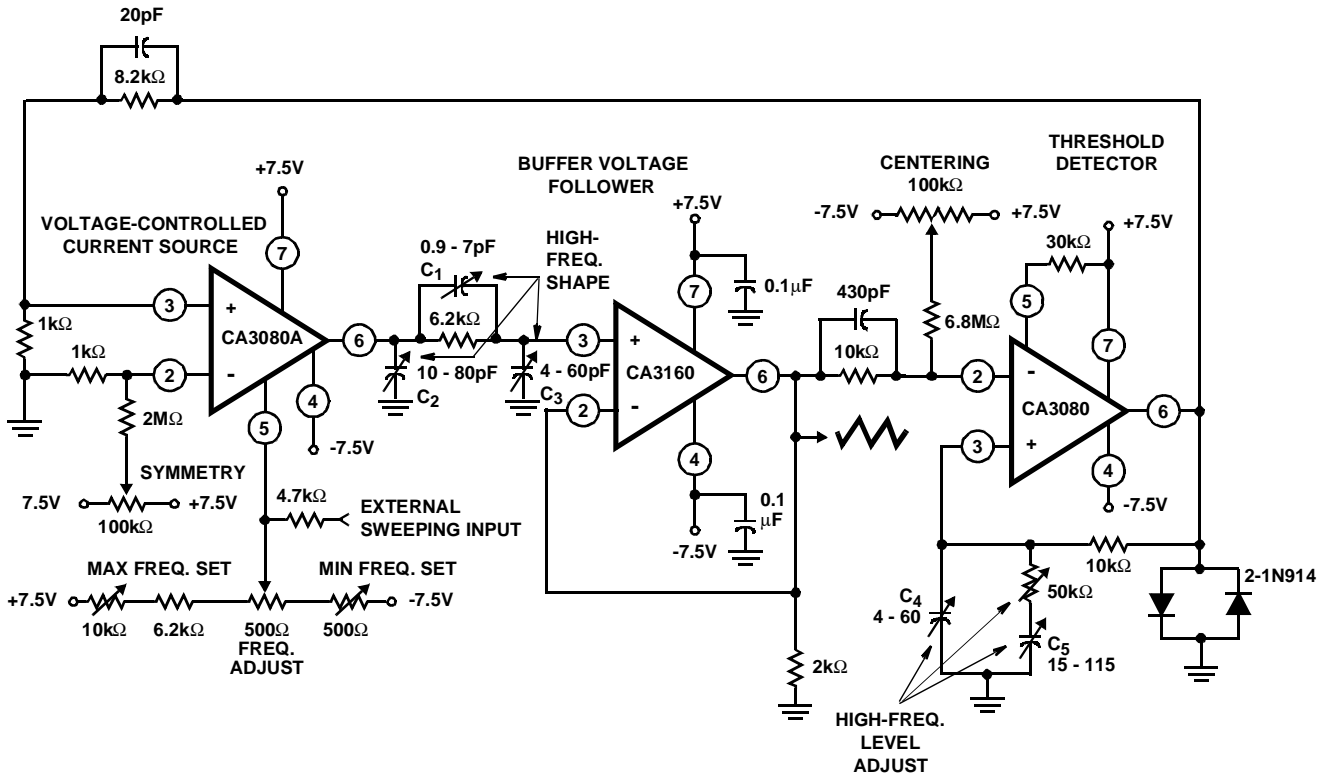 20pF
8.2kΩ
+7.5V
VOLTAGE-CONTROLLED
CURRENT SOURCE
7
3
+
CA3080A
6
1kΩ
1kΩ
2
-
4
5
-7.5V
2MΩ
SYMMETRY
7.5V
+7.5V
100kΩ
4.7kΩ
EXTERNAL
SWEEPING INPUT
MAX FREQ. SET
MIN FREQ. SET
+7.5V
-7.5V
10kΩ
6.2kΩ
500Ω
500Ω
FREQ.
ADJUST
BUFFER VOLTAGE
FOLLOWER
0.9 - 7pF
C1
HIGH-
FREQ.
SHAPE
6.2kΩ
10 - 80pF
C2
4 - 60pF
C3
+7.5V
7
0.1μF
3
+
CA3160
6
2
-
4
0.1
μF
-7.5V
2kΩ
430pF
10kΩ
CENTERING
100kΩ
-7.5V
+7.5V
6.8MΩ
THRESHOLD
DETECTOR
+7.5V
30kΩ
5
7
2
-
CA3080
6
3
+
4
-7.5V
10kΩ
2-1N914
C4
4 - 60
50kΩ
C5
15 - 115
HIGH-FREQ.
LEVEL
ADJUST